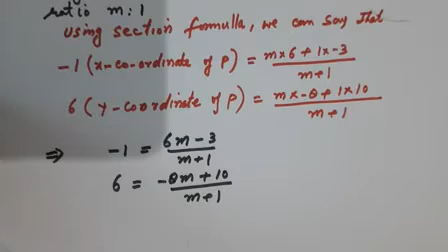 ratio m:1
Using section formula, we can say that
-1 (x-co-ordinate of P) = (m×6 + 1×-3)/(m+1)
6 (y-coordinate of P) = (m×-8 + 1×10)/(m+1)
⇒ -1 = (6m-3)/(m+1)
6 = (-8m+10)/(m+1)